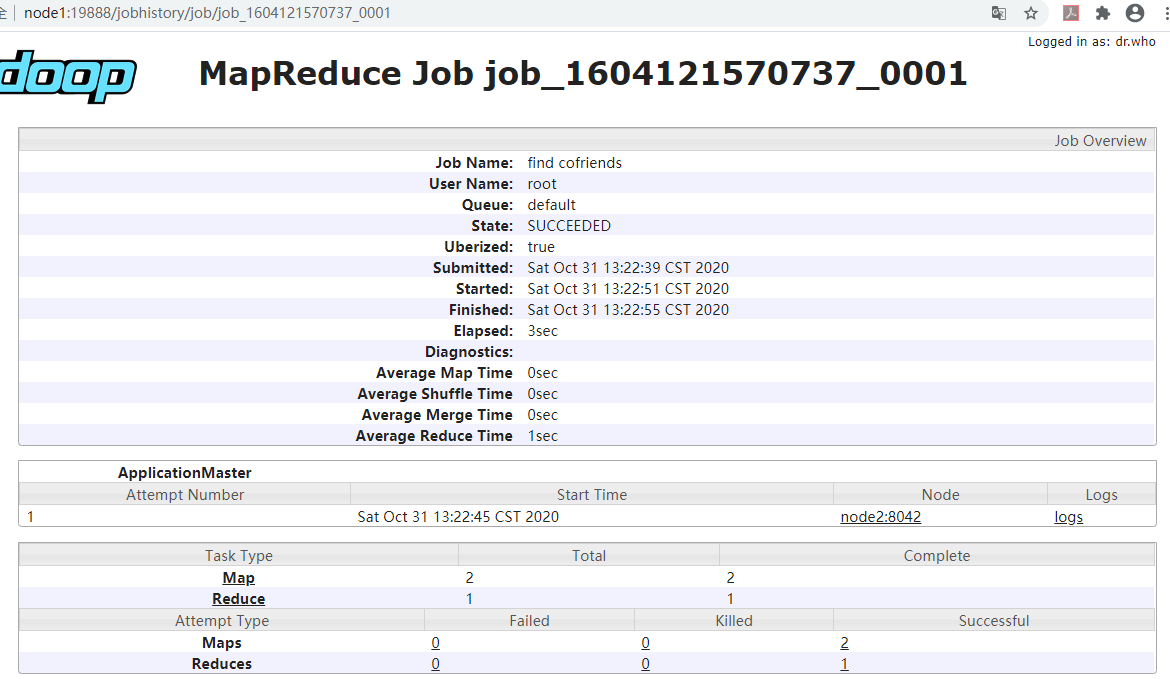 node1:19888/jobhistory/job/job_1604121570737_0001
Logged in as: dr.who
doop
MapReduce Job job_1604121570737_0001
Job Overview
Job Name: find cofriends
User Name: root
Queue: default
State: SUCCEEDED
Uberized: true
Submitted: Sat Oct 31 13:22:39 CST 2020
Started: Sat Oct 31 13:22:51 CST 2020
Finished: Sat Oct 31 13:22:55 CST 2020
Elapsed: 3sec
Diagnostics:
Average Map Time 0sec
Average Shuffle Time 0sec
Average Merge Time 0sec
Average Reduce Time 1sec
ApplicationMaster
Attempt Number Start Time Node Logs
1 Sat Oct 31 13:22:45 CST 2020 node2:8042 logs
Task Type Total Complete
Map 2 2
Reduce 1 1
Attempt Type Failed Killed Successful
Maps 0 0 2
Reduces 0 0 1